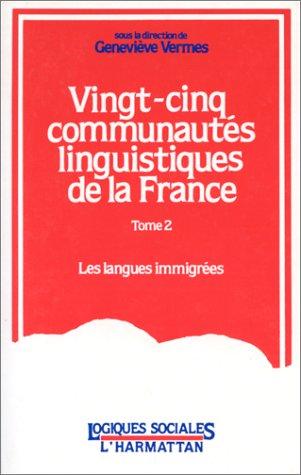 sous la direction de
Geneviève Vermes
Vingt-cinq
communautés
linguistiques
de la France
Tome 2
Les langues immigrées
LOGIQUES SOCIALES
L'HARMATTAN